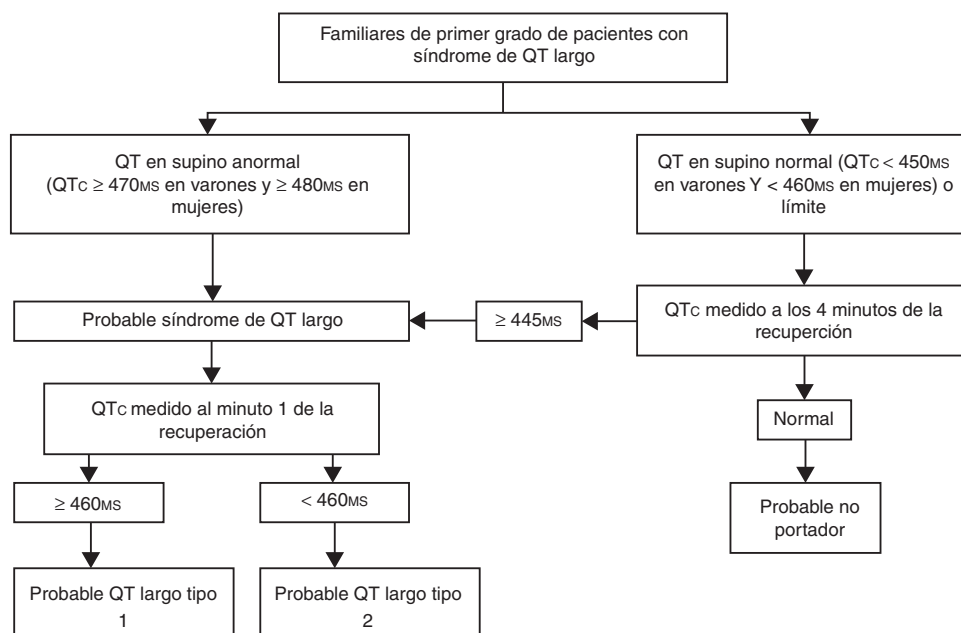 Familiares de primer grado de pacientes con
síndrome de QT largo
QT en supino anormal
(QTC ≥ 470MS en varones y ≥ 480MS en
mujeres)
QT en supino normal (QTC < 450MS
en varones Y < 460MS en mujeres) o
límite
Probable síndrome de QT largo
≥ 445MS
QTC medido a los 4 minutos de la
recuperción
QTC medido al minuto 1 de la
recuperación
Normal
≥ 460MS
< 460MS
Probable no
portador
Probable QT largo tipo
1
Probable QT largo tipo
2